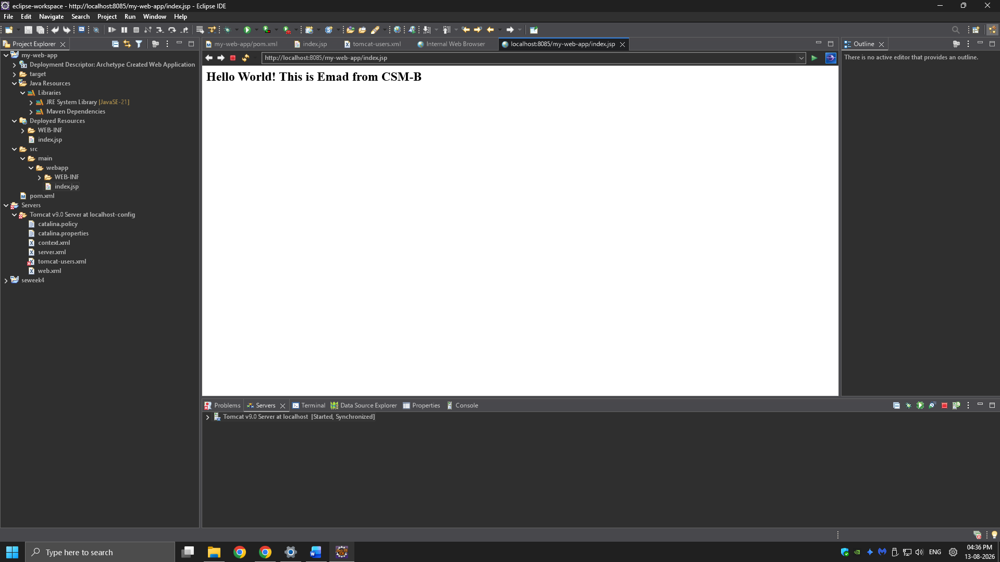 eclipse-workspace - http://localhost:8085/my-web-app/index.jsp - Eclipse IDE
File Edit Navigate Search Project Run Window Help
Project Explorer
my-web-app/pom.xml index.jsp tomcat-users.xml Internal Web Browser localhost:8085/my-web-app/index.jsp
Outline
my-web-app
Deployment Descriptor: Archetype Created Web Application
target
Java Resources
Libraries
JRE System Library [JavaSE-21]
Maven Dependencies
Deployed Resources
WEB-INF
index.jsp
src
main
webapp
WEB-INF
index.jsp
pom.xml
Servers
Tomcat v9.0 Server at localhost-config
catalina.policy
catalina.properties
context.xml
server.xml
tomcat-users.xml
web.xml
seweek4
http://localhost:8085/my-web-app/index.jsp
Hello World! This is Emad from CSM-B
There is no active editor that provides an outline.
Problems Servers Terminal Data Source Explorer Properties Console
Tomcat v9.0 Server at localhost [Started, Synchronized]
Type here to search
ENG
04:36 PM
13-08-2026